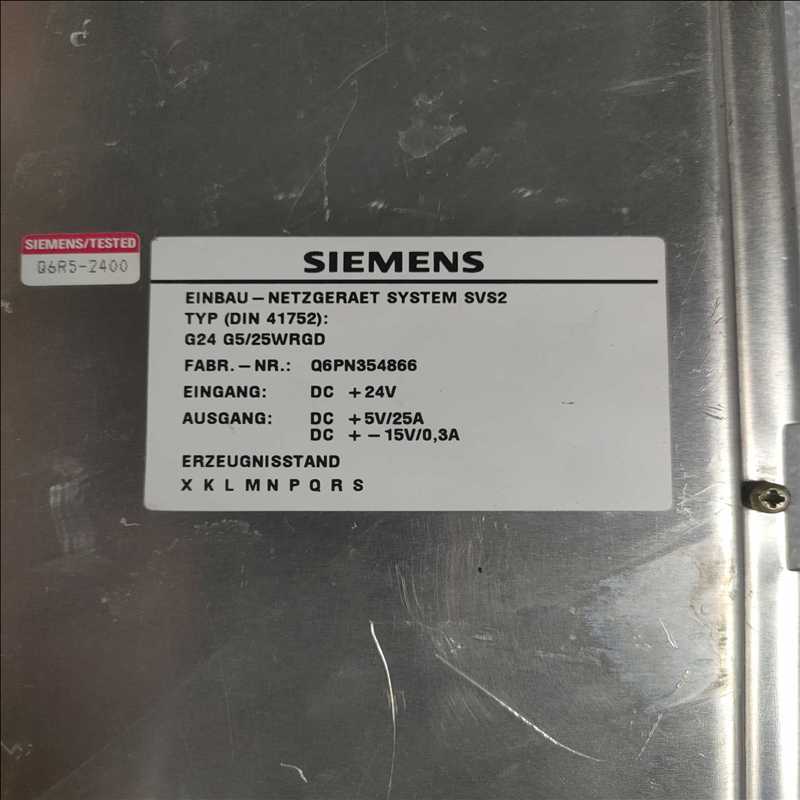 SIEMENS/TESTED
Q6R5-2400
SIEMENS
EINBAU – NETZGERAET SYSTEM SVS2
TYP (DIN 41752):
G24 G5/25WRGD
FABR. – NR.: Q6PN354866
EINGANG: DC + 24V
AUSGANG: DC + 5V/25A
DC + – 15V/0,3A
ERZEUGNISSTAND
X K L M N P Q R S